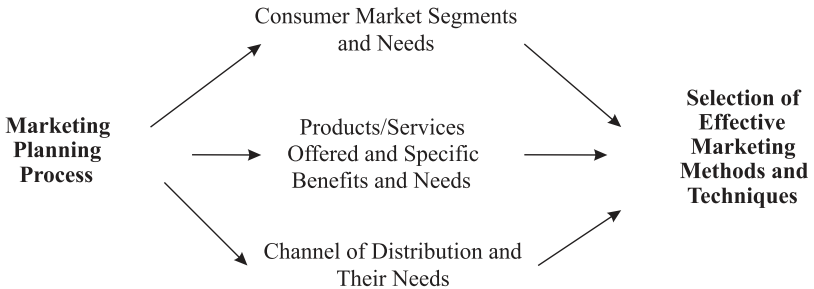 Consumer Market Segments
and Needs
Marketing
Planning
Process
Products/Services
Offered and Specific
Benefits and Needs
Selection of
Effective
Marketing
Methods and
Techniques
Channel of Distribution and
Their Needs